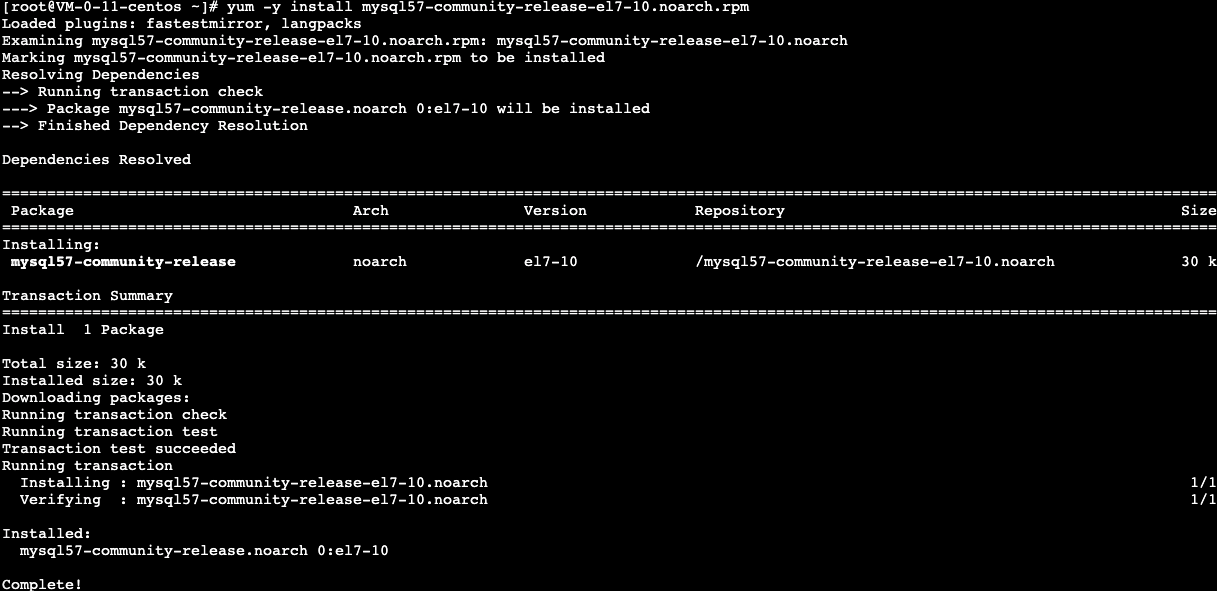 [root@VM-0-11-centos ~]# yum -y install mysql57-community-release-el7-10.noarch.rpm
Loaded plugins: fastestmirror, langpacks
Examining mysql57-community-release-el7-10.noarch.rpm: mysql57-community-release-el7-10.noarch
Marking mysql57-community-release-el7-10.noarch.rpm to be installed
Resolving Dependencies
--> Running transaction check
---> Package mysql57-community-release.noarch 0:el7-10 will be installed
--> Finished Dependency Resolution
Dependencies Resolved
================================================================================
Package Arch Version Repository Size
================================================================================
Installing:
mysql57-community-release noarch el7-10 /mysql57-community-release-el7-10.noarch 30 k
Transaction Summary
================================================================================
Install  1 Package
Total size: 30 k
Installed size: 30 k
Downloading packages:
Running transaction check
Running transaction test
Transaction test succeeded
Running transaction
Installing : mysql57-community-release-el7-10.noarch 1/1
Verifying  : mysql57-community-release-el7-10.noarch 1/1
Installed:
mysql57-community-release.noarch 0:el7-10
Complete!